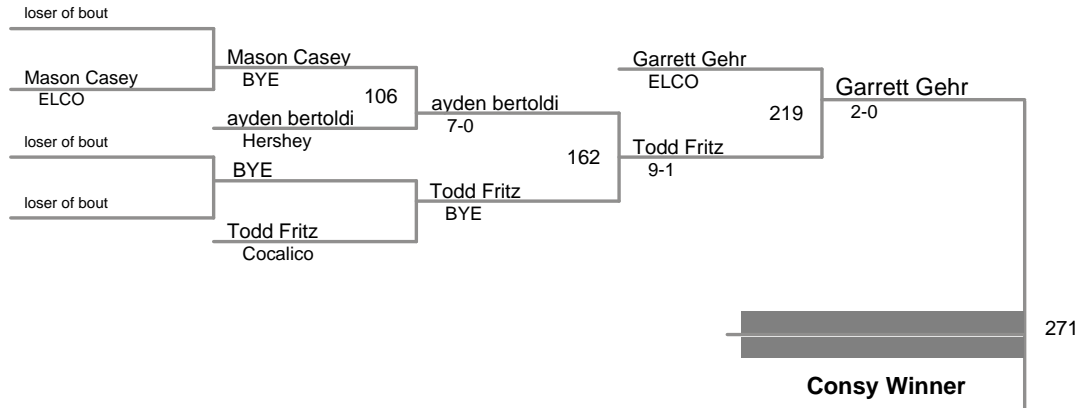 loser of bout
Mason Casey
ELCO
loser of bout
loser of bout
Mason Casey
BYE
106
ayden bertoldi
Hershey
BYE
Todd Fritz
Cocalico
ayden bertoldi
7-0
162
Todd Fritz
BYE
Garrett Gehr
ELCO
219
Todd Fritz
9-1
Garrett Gehr
2-0
271
Consy Winner